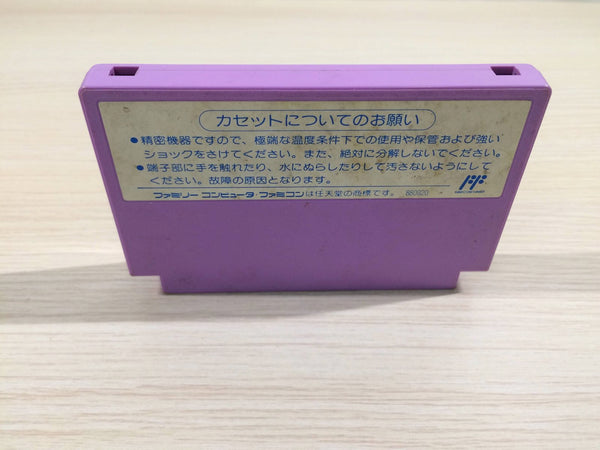 カセットについてのお願い
●精密機器ですので、極端な温度条件下での使用や保管および強い
ショックをさけてください。また、絶対に分解しないでください。
●端子部に手を触れたり、水にぬらしたりして汚さないようにして
ください。故障の原因となります。
ファミリーコンピュータ・ファミコンは任天堂の商標です。 880920